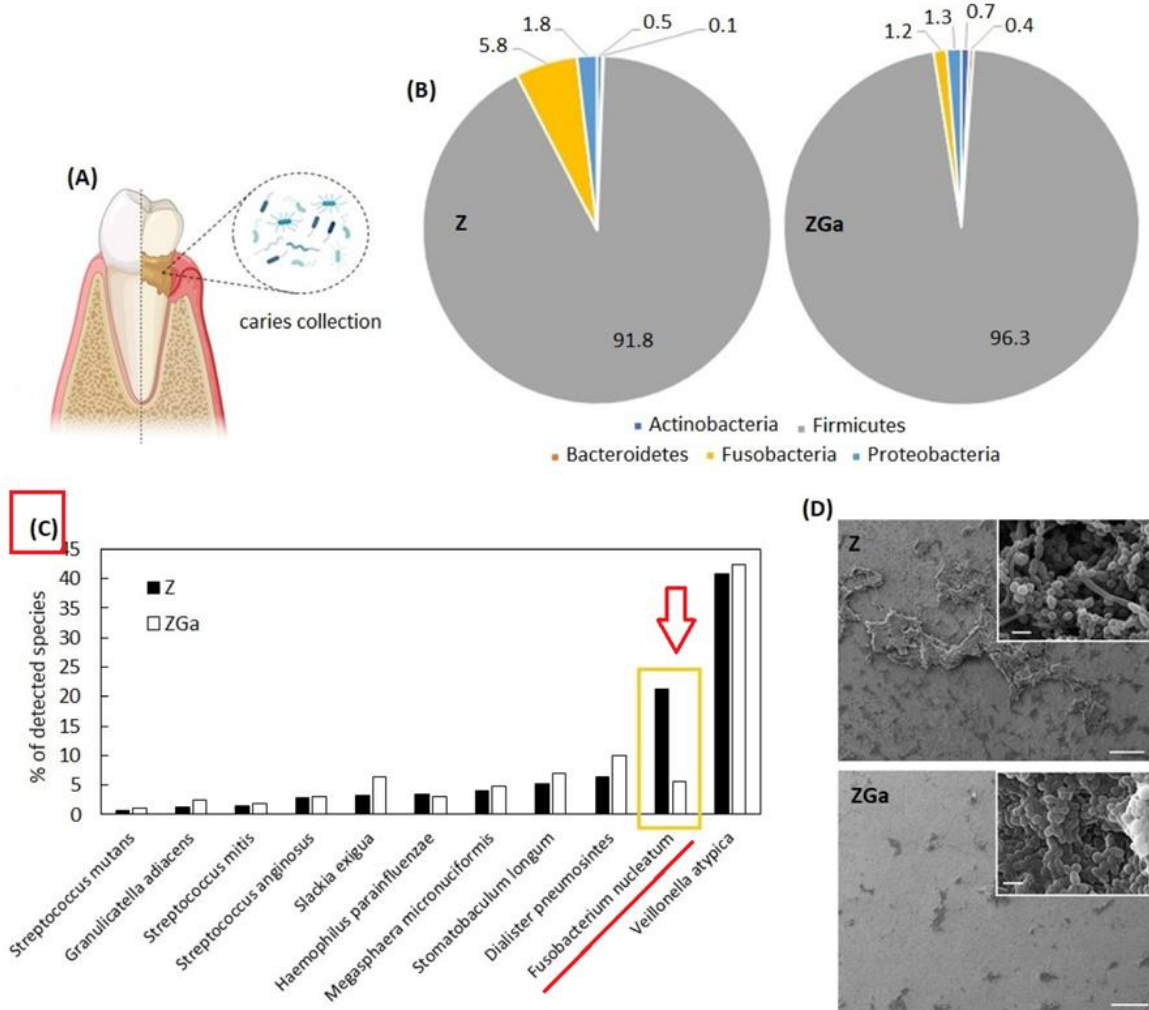 (A)
caries collection
(B)
5.8
1.8
0.5
0.1
Z
91.8
1.2
1.3
0.7
0.4
ZGa
96.3
Actinobacteria Firmicutes
Bacteroidetes Fusobacteria Proteobacteria
(C)
% of detected species
45
40
35
30
25
20
15
10
5
0
Z
ZGa
Streptococcus mutans
Granulicatella adiacens
Streptococcus mitis
Streptococcus anginosus
Slackia exigua
Haemophilus parainfluenzae
Megasphaera micronuciformis
Stomatobaculum longum
Dialister pneumosintes
Fusobacterium nucleatum
Veillonella atypica
(D)
Z
ZGa